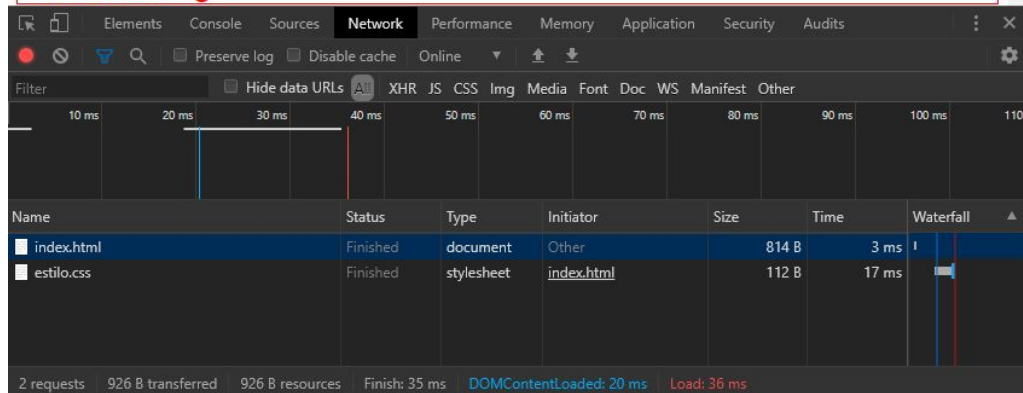 Elements Console Sources Network Performance Memory Application Security Audits
Preserve log Disable cache Online
Filter Hide data URLs All XHR JS CSS Img Media Font Doc WS Manifest Other
10 ms 20 ms 30 ms 40 ms 50 ms 60 ms 70 ms 80 ms 90 ms 100 ms 110
Name Status Type Initiator Size Time Waterfall
index.html Finished document Other 814 B 3 ms
estilo.css Finished stylesheet index.html 112 B 17 ms
2 requests 926 B transferred 926 B resources Finish: 35 ms DOMContentLoaded: 20 ms Load: 36 ms